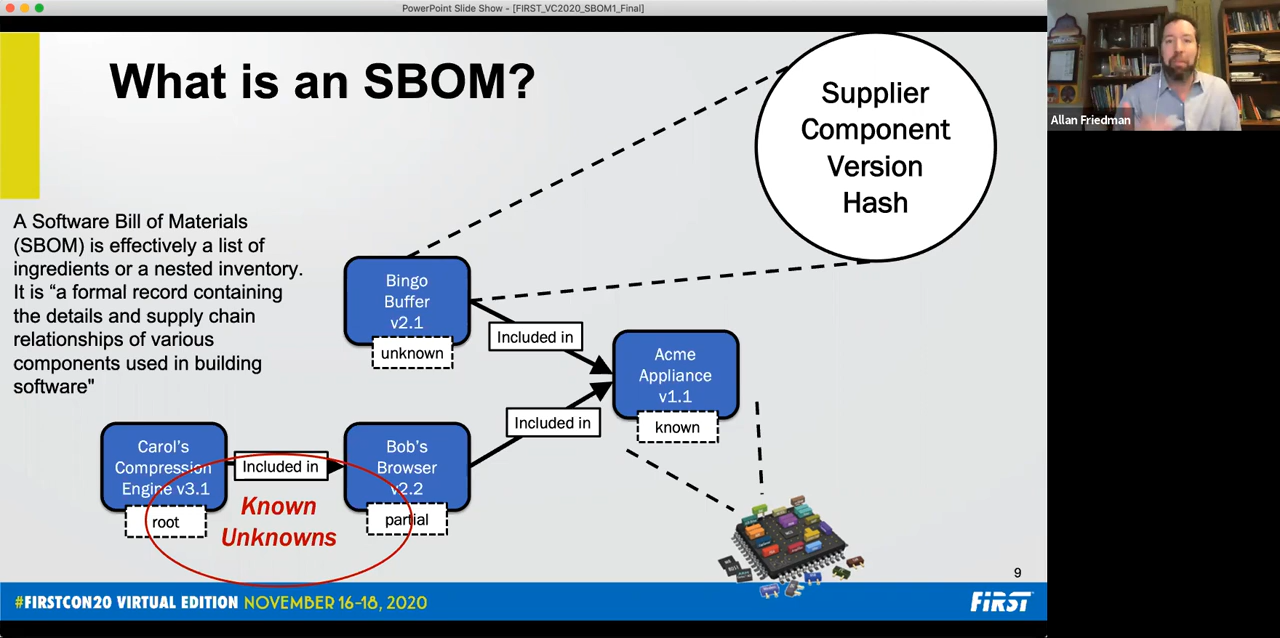 PowerPoint Slide Show - [FIRST_VC2020_SBOM1_Final]
What is an SBOM?
Supplier
Component
Version
Hash
Allan Friedman
A Software Bill of Materials
(SBOM) is effectively a list of
ingredients or a nested inventory.
It is “a formal record containing
the details and supply chain
relationships of various
components used in building
software"
Bingo
Buffer
v2.1
unknown
Included in
Acme
Appliance
v1.1
known
Included in
Carol’s
Compression
Engine v3.1
root
Included in
Bob’s
Browser
v2.2
partial
Known
Unknowns
9
#FIRSTCON20 VIRTUAL EDITION NOVEMBER 16-18, 2020
FIRST